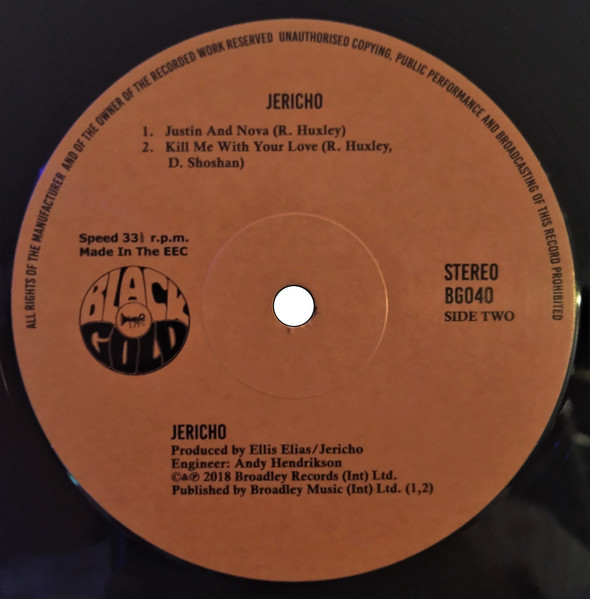 ALL RIGHTS OF THE MANUFACTURER AND OF THE OWNER OF THE RECORDED WORK RESERVED UNAUTHORISED COPYING, PUBLIC PERFORMANCE AND BROADCASTING OF THIS RECORD PROHIBITED
JERICHO
1. Justin And Nova (R. Huxley)
2. Kill Me With Your Love (R. Huxley,
D. Shoshan)
Speed 33⅓ r.p.m.
Made In The EEC
BLACK
GOLD
STEREO
BG040
SIDE TWO
JERICHO
Produced by Ellis Elias/Jericho
Engineer: Andy Hendrikson
©&℗ 2018 Broadley Records (Int) Ltd.
Published by Broadley Music (Int) Ltd. (1,2)